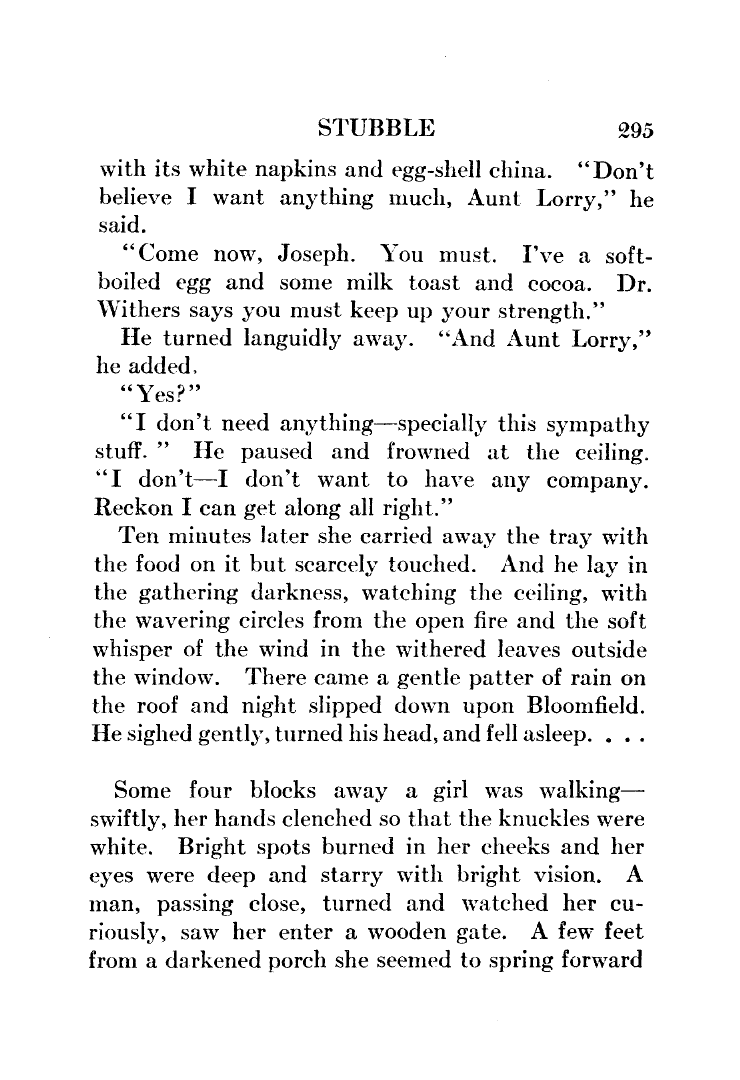 STUBBLE 295
with its white napkins and egg-shell china. “Don’t
believe I want anything much, Aunt Lorry,” he
said.
“Come now, Joseph. You must. I’ve a soft-
boiled egg and some milk toast and cocoa. Dr.
Withers says you must keep up your strength.”
He turned languidly away. “And Aunt Lorry,”
he added.
“Yes?”
“I don’t need anything—specially this sympathy
stuff. ” He paused and frowned at the ceiling.
“I don’t—I don’t want to have any company.
Reckon I can get along all right.”
Ten minutes later she carried away the tray with
the food on it but scarcely touched. And he lay in
the gathering darkness, watching the ceiling, with
the wavering circles from the open fire and the soft
whisper of the wind in the withered leaves outside
the window. There came a gentle patter of rain on
the roof and night slipped down upon Bloomfield.
He sighed gently, turned his head, and fell asleep. . . .
Some four blocks away a girl was walking—
swiftly, her hands clenched so that the knuckles were
white. Bright spots burned in her cheeks and her
eyes were deep and starry with bright vision. A
man, passing close, turned and watched her cu-
riously, saw her enter a wooden gate. A few feet
from a darkened porch she seemed to spring forward